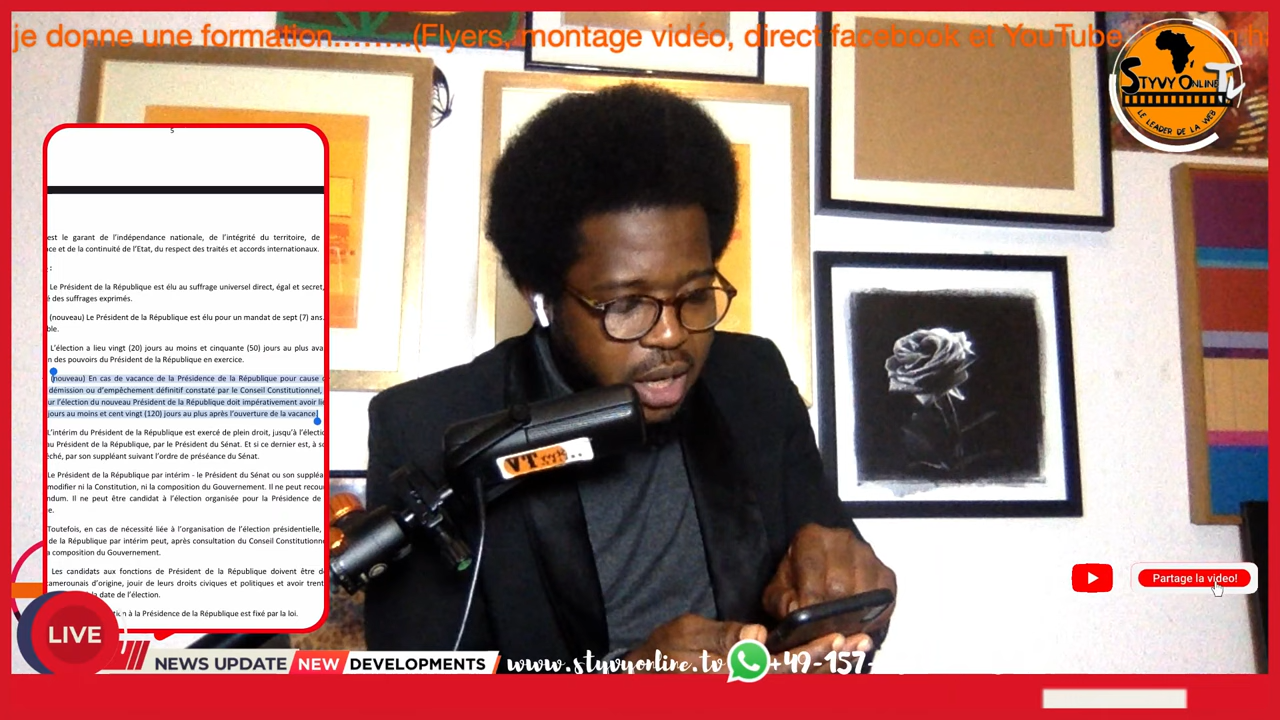 je donne une formation........(Flyers, montage vidéo, direct facebook et YouTube
STYVY ONLINE TV
LE LEADER DE LA WEB
5
est le garant de l'indépendance nationale, de l'intégrité du territoire, de
ce et de la continuité de l'Etat, du respect des traités et accords internationaux.
:
Le Président de la République est élu au suffrage universel direct, égal et secret,
é des suffrages exprimés.
(nouveau) Le Président de la République est élu pour un mandat de sept (7) ans.
ble.
L'élection a lieu vingt (20) jours au moins et cinquante (50) jours au plus ava
n des pouvoirs du Président de la République en exercice.
(nouveau) En cas de vacance de la Présidence de la République pour cause
démission ou d'empêchement définitif constaté par le Conseil Constitutionnel,
ur l'élection du nouveau Président de la République doit impérativement avoir lie
jours au moins et cent vingt (120) jours au plus après l'ouverture de la vacance.
L'intérim du Président de la République est exercé de plein droit, jusqu'à l'électio
au Président de la République, par le Président du Sénat. Et si ce dernier est, à so
êché, par son suppléant suivant l'ordre de préséance du Sénat.
Le Président de la République par intérim - le Président du Sénat ou son suppléa
modifier ni la Constitution, ni la composition du Gouvernement. Il ne peut recou
ndum. Il ne peut être candidat à l'élection organisée pour la Présidence de
e.
Toutefois, en cas de nécessité liée à l'organisation de l'élection présidentielle,
de la République par intérim peut, après consultation du Conseil Constitutionne
a composition du Gouvernement.
Les candidats aux fonctions de Président de la République doivent être d
camerounais d'origine, jouir de leurs droits civiques et politiques et avoir trent
la date de l'élection.
à la Présidence de la République est fixé par la loi.
VT
Partage la video!
LIVE
NEWS UPDATE NEW DEVELOPMENTS www.styvyonline.tv +49-157-